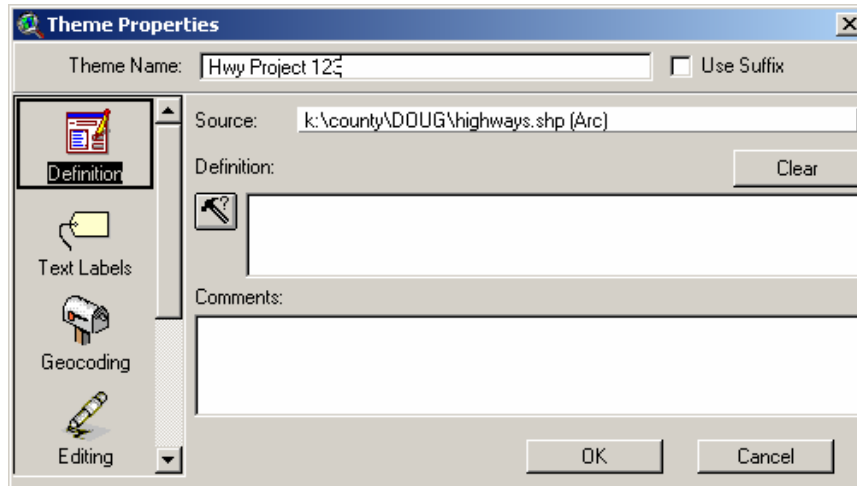 Theme Properties
Theme Name: Hwy Project 123 Use Suffix
Definition
Text Labels
Geocoding
Editing
Source: k:\county\DOUG\highways.shp (Arc)
Definition: Clear
Comments:
OK Cancel